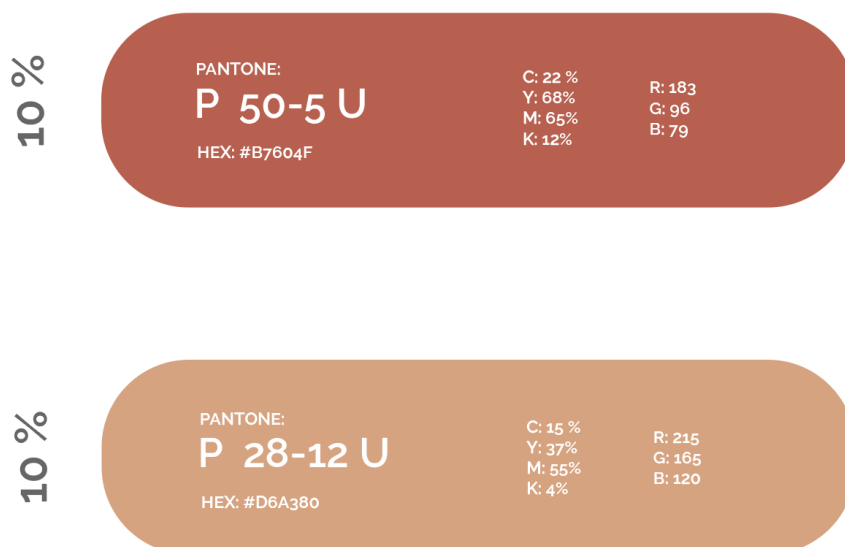 10 %
PANTONE:
P 50-5 U
HEX: #B7604F
C: 22 %
Y: 68%
M: 65%
K: 12%
R: 183
G: 96
B: 79
10 %
PANTONE:
P 28-12 U
HEX: #D6A380
C: 15 %
Y: 37%
M: 55%
K: 4%
R: 215
G: 165
B: 120